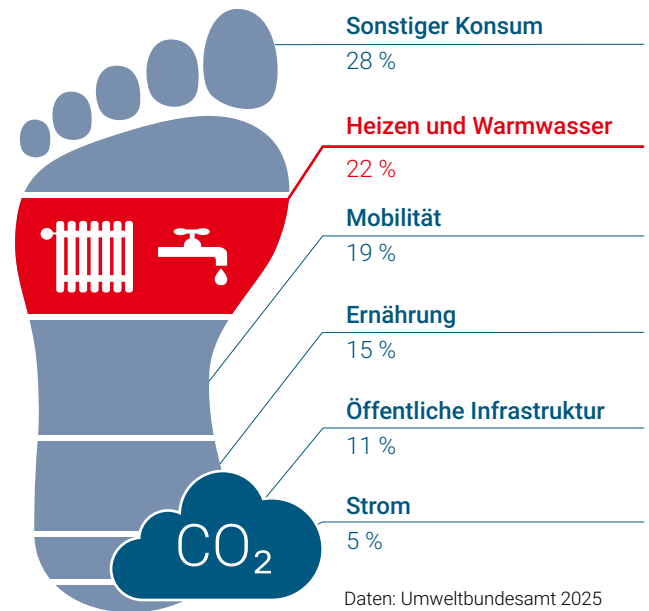 Sonstiger Konsum
28 %
Heizen und Warmwasser
22 %
Mobilität
19 %
Ernährung
15 %
Öffentliche Infrastruktur
11 %
Strom
5 %
CO₂
Daten: Umweltbundesamt 2025